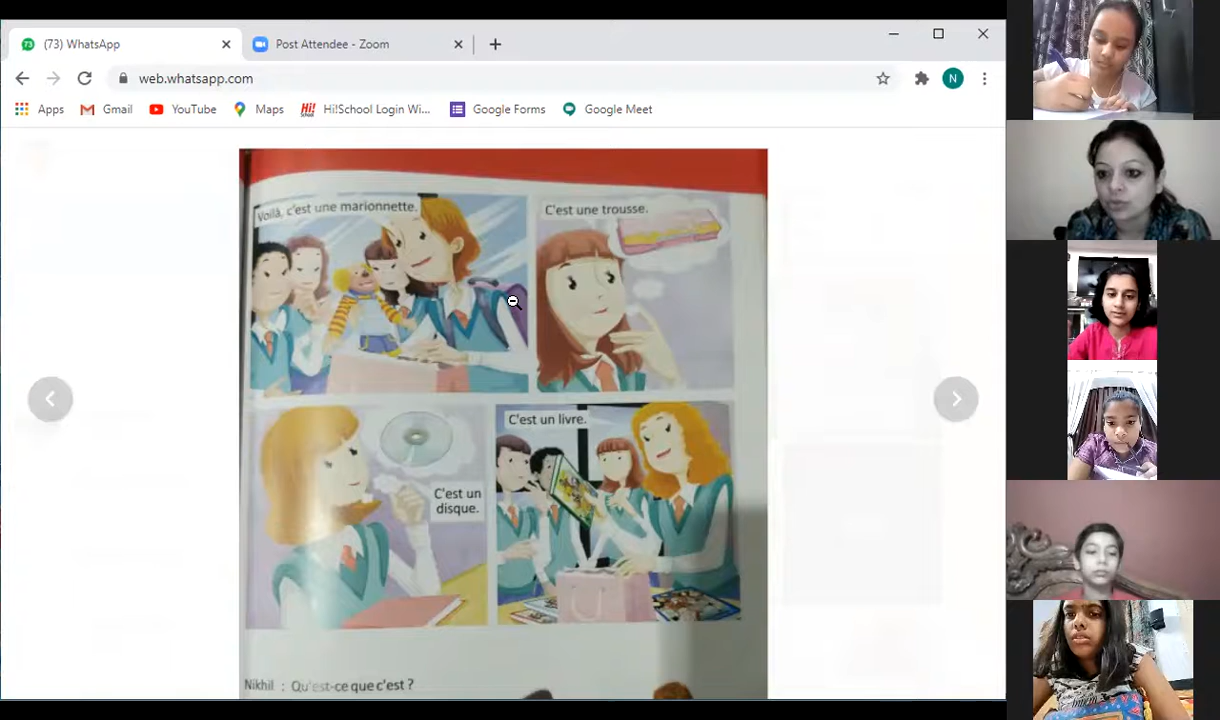 (73) WhatsApp
Post Attendee - Zoom
web.whatsapp.com
N
Apps
Gmail
YouTube
Maps
Hi! Hi!School Login Wi...
Google Forms
Google Meet
Voilà, c'est une marionnette.
C'est une trousse.
C'est un
disque.
C'est un livre.
Nikhil : Qu'est-ce que c'est ?